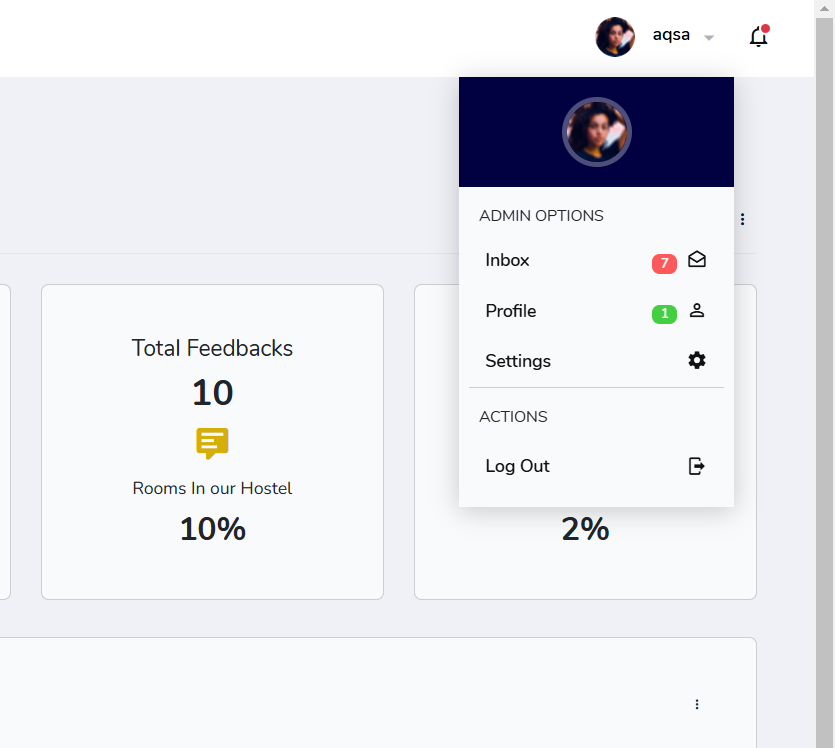 aqsa
ADMIN OPTIONS
Inbox 7
Profile 1
Settings
ACTIONS
Log Out
Total Feedbacks
10
Rooms In our Hostel
10%
2%